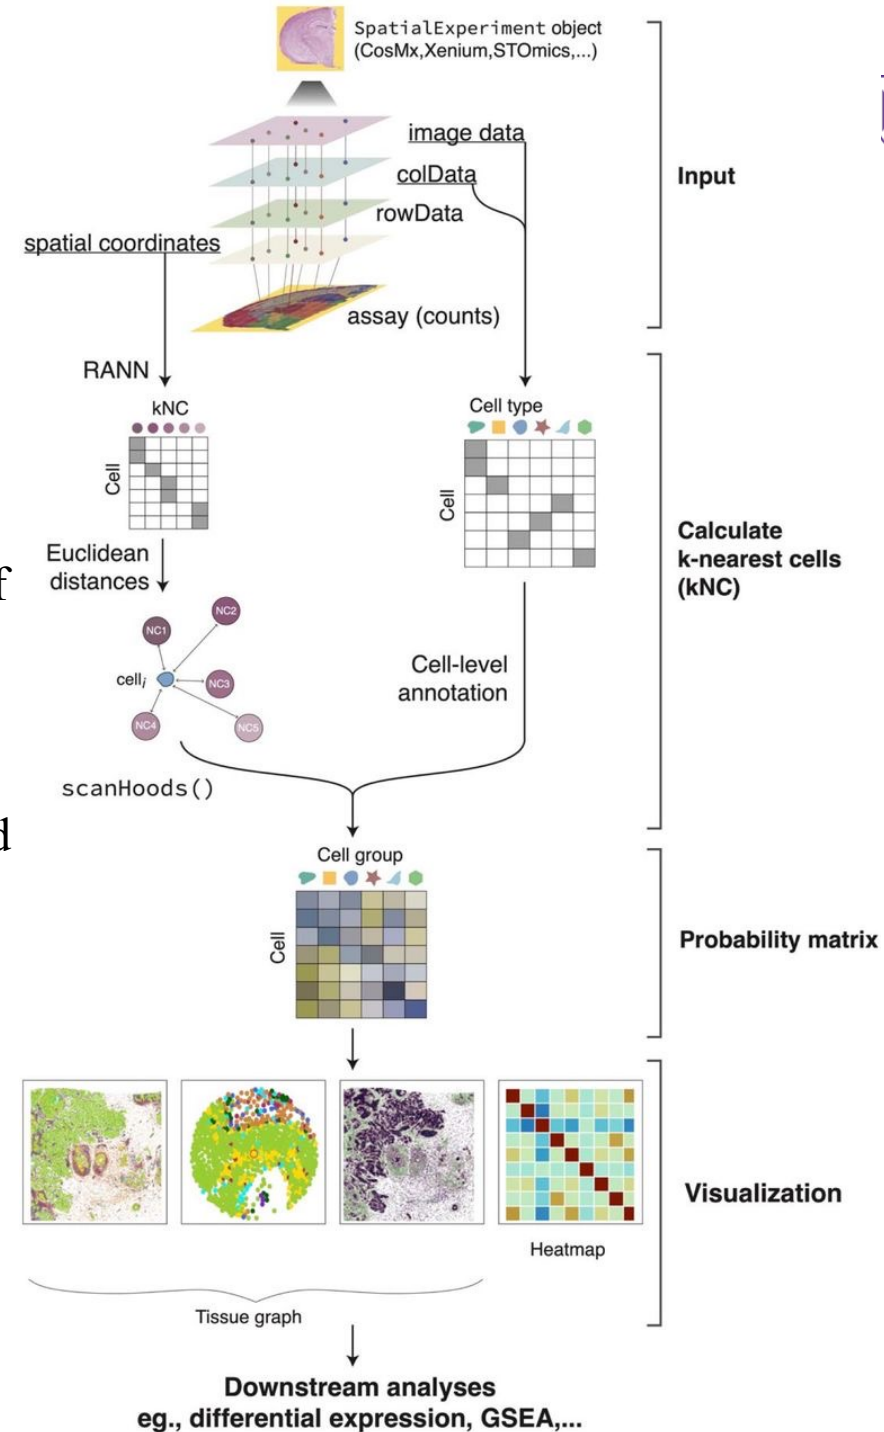 SpatialExperiment object
(CosMx,Xenium,STOmics,...)
image data
colData
rowData
spatial coordinates
assay (counts)
Input
RANN
kNC
Cell
Cell type
Cell
Euclidean
distances
Calculate
k-nearest cells
(kNC)
f
NC1
NC2
cellᵢ
NC3
NC4
NC5
Cell-level
annotation
scanHoods()
d
Cell group
Cell
Probability matrix
Visualization
Heatmap
Tissue graph
Downstream analyses
eg., differential expression, GSEA,...